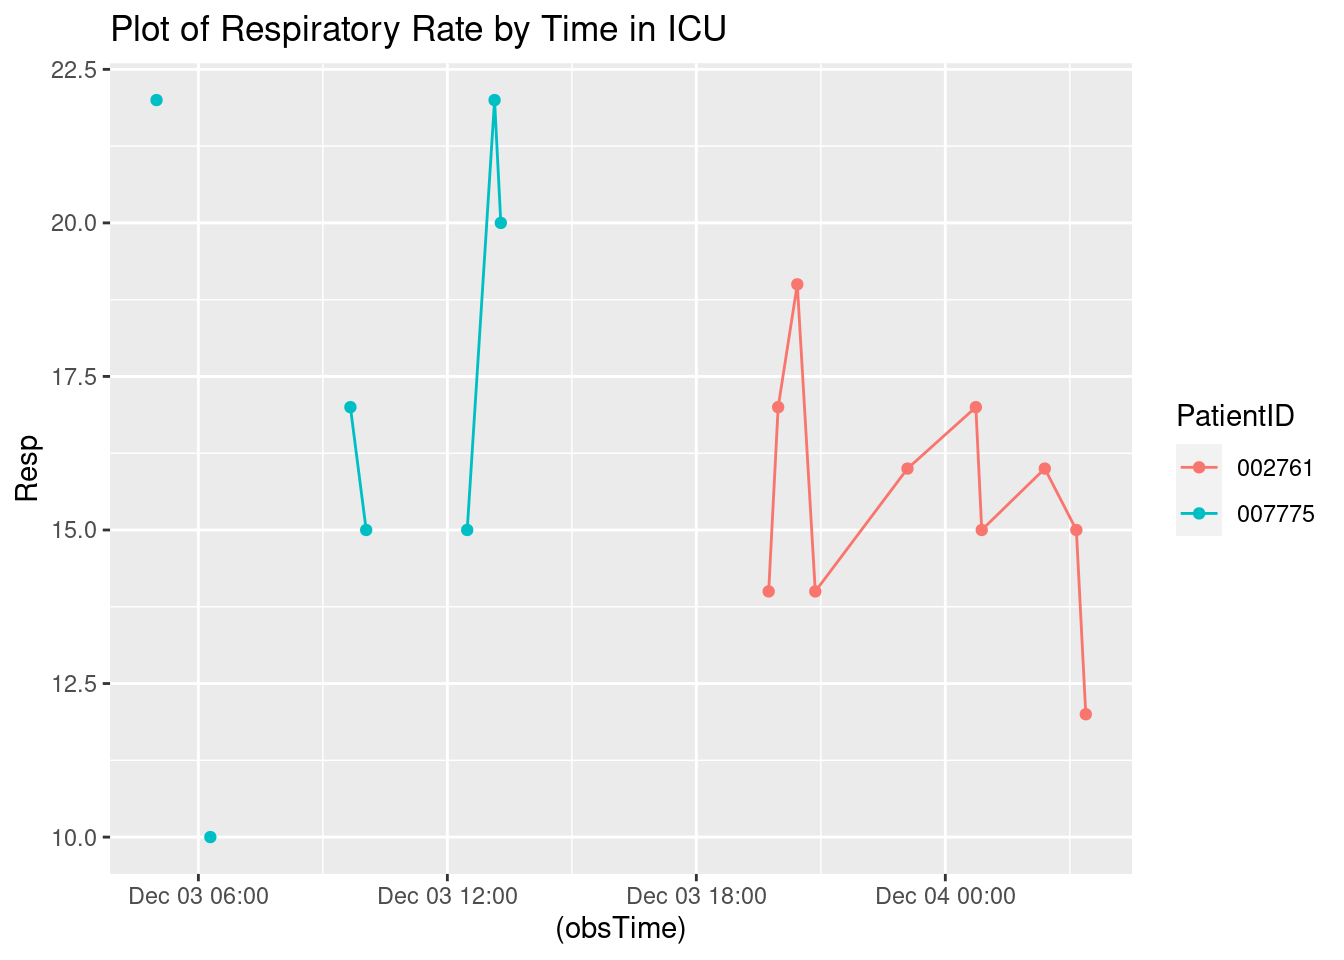 Plot of Respiratory Rate by Time in ICU
22.5
20.0
17.5
15.0
12.5
10.0
Resp
Dec 03 06:00 Dec 03 12:00 Dec 03 18:00 Dec 04 00:00
(obsTime)
PatientID
002761
007775